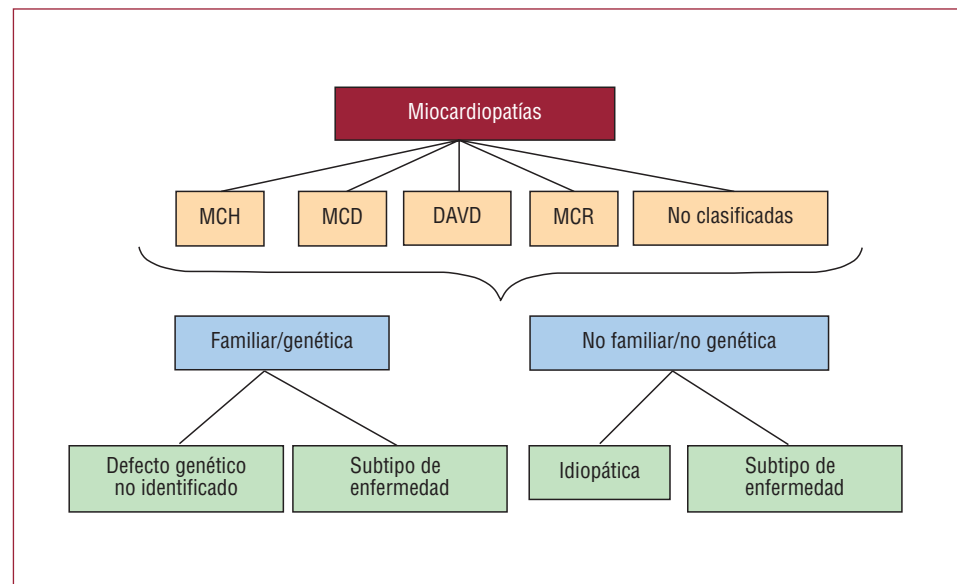 Miocardiopatías
MCH
MCD
DAVD
MCR
No clasificadas
Familiar/genética
No familiar/no genética
Defecto genético
no identificado
Subtipo de
enfermedad
Idiopática
Subtipo de
enfermedad